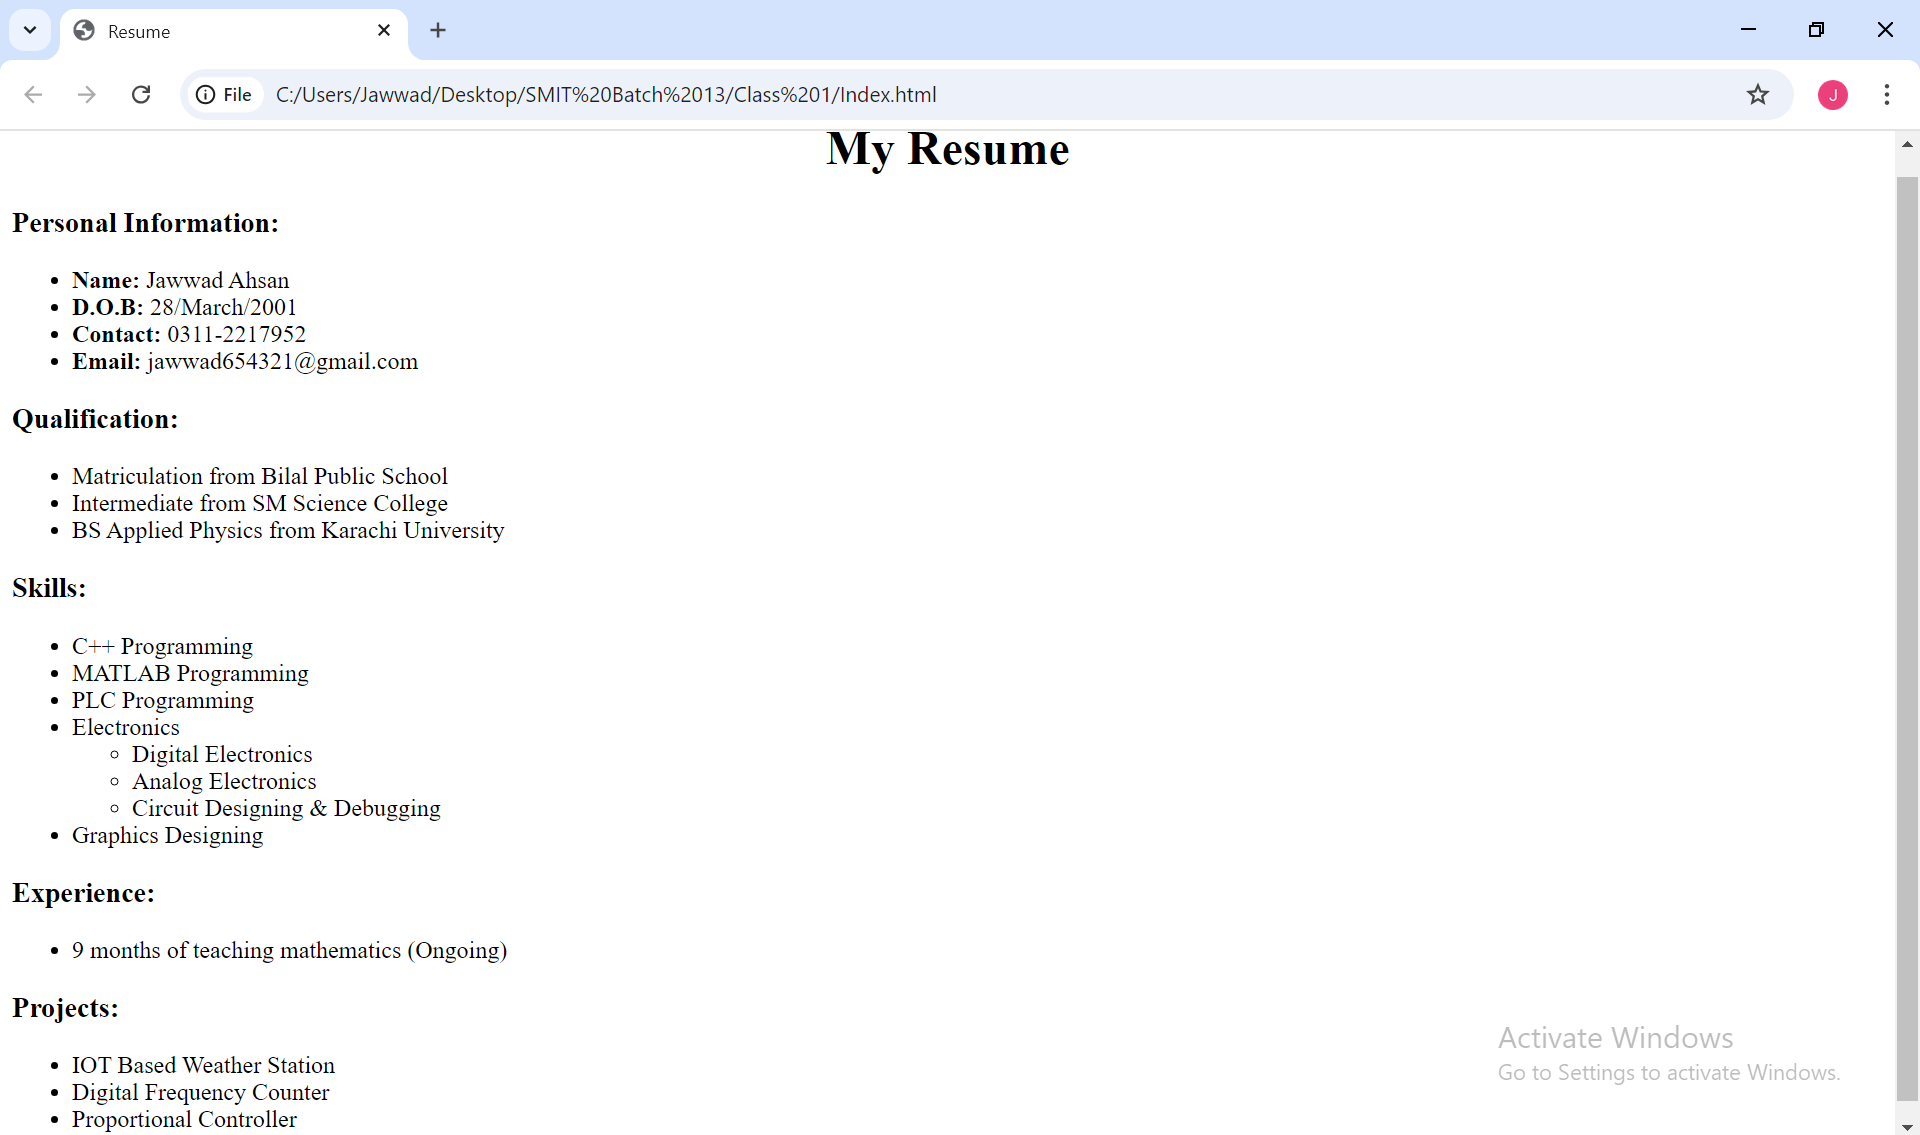 Resume
File C:/Users/Jawwad/Desktop/SMIT%20Batch%2013/Class%201/Index.html
J
My Resume
Personal Information:
Name: Jawwad Ahsan
D.O.B: 28/March/2001
Contact: 0311-2217952
Email: jawwad654321@gmail.com
Qualification:
Matriculation from Bilal Public School
Intermediate from SM Science College
BS Applied Physics from Karachi University
Skills:
C++ Programming
MATLAB Programming
PLC Programming
Electronics
Digital Electronics
Analog Electronics
Circuit Designing & Debugging
Graphics Designing
Experience:
9 months of teaching mathematics (Ongoing)
Projects:
IOT Based Weather Station
Digital Frequency Counter
Proportional Controller
Activate Windows
Go to Settings to activate Windows.